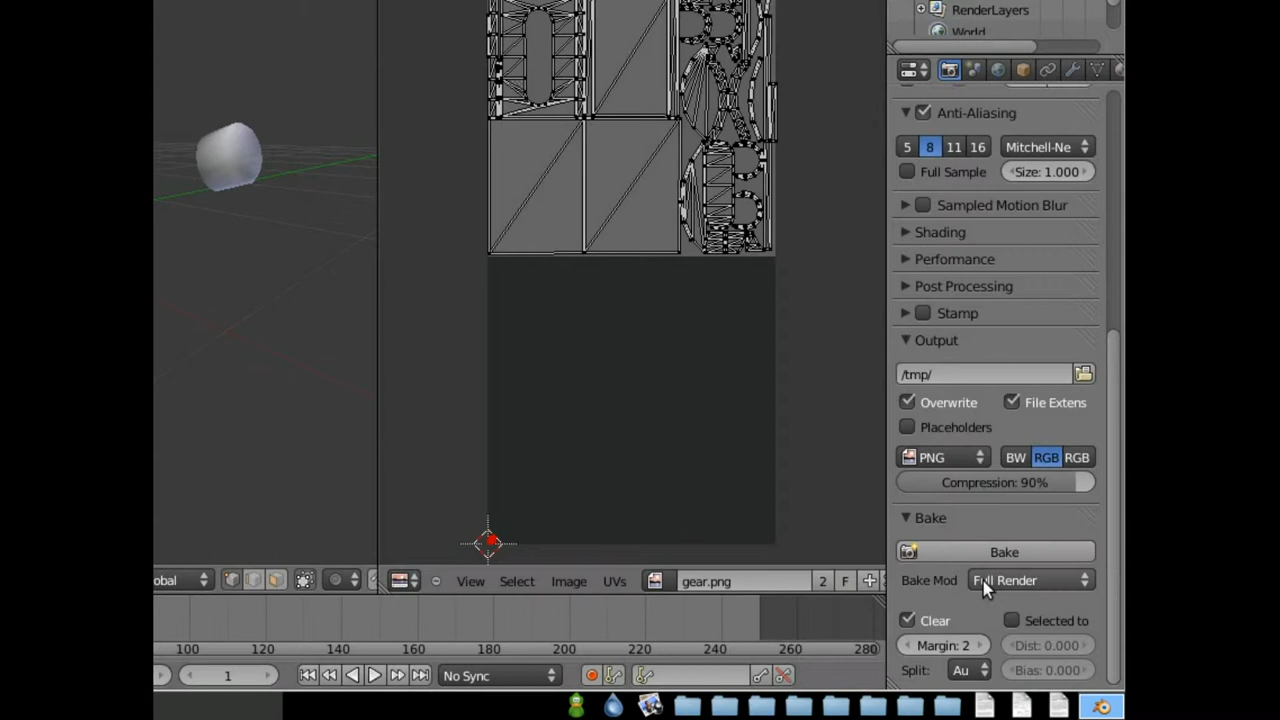 RenderLayers
World
Anti-Aliasing
5 8 11 16 Mitchell-Ne
Full Sample Size: 1.000
Sampled Motion Blur
Shading
Performance
Post Processing
Stamp
Output
/tmp/
Overwrite File Extens
Placeholders
PNG BW RGB RGB
Compression: 90%
Bake
Bake
Bake Mod Full Render
Clear Selected to
Margin: 2 Dist: 0.000
Split: Au Bias: 0.000
obal View Select Image UVs gear.png 2 F
100 120 140 160 180 200 220 240 260 280
1 No Sync